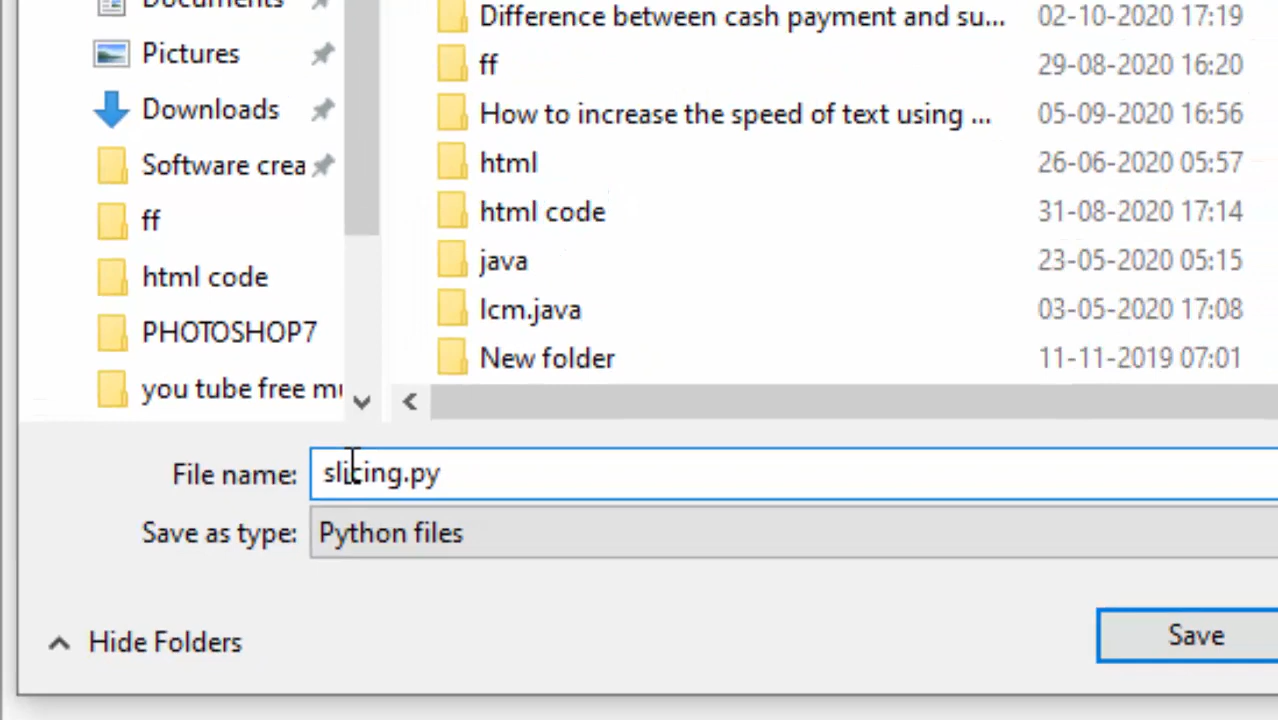 Documents
Pictures
Downloads
Software crea
ff
html code
PHOTOSHOP7
you tube free mu
Difference between cash payment and su... 02-10-2020 17:19
ff 29-08-2020 16:20
How to increase the speed of text using ... 05-09-2020 16:56
html 26-06-2020 05:57
html code 31-08-2020 17:14
java 23-05-2020 05:15
lcm.java 03-05-2020 17:08
New folder 11-11-2019 07:01
File name: slicing.py
Save as type: Python files
Hide Folders
Save